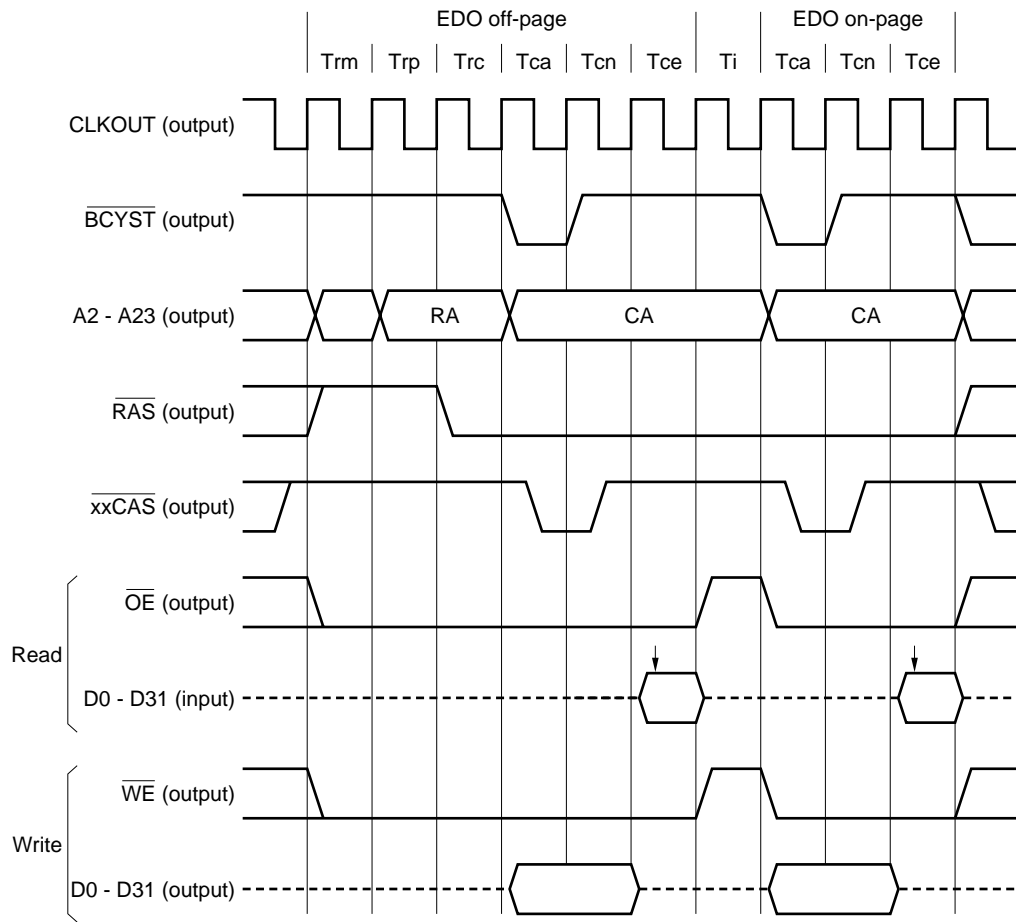 EDO off-page EDO on-page
Trm Trp Trc Tca Tcn Tce Ti Tca Tcn Tce
CLKOUT (output)
BCYST (output)
A2 - A23 (output) RA CA CA
RAS (output)
xxCAS (output)
OE (output)
Read
D0 - D31 (input)
WE (output)
Write
D0 - D31 (output)